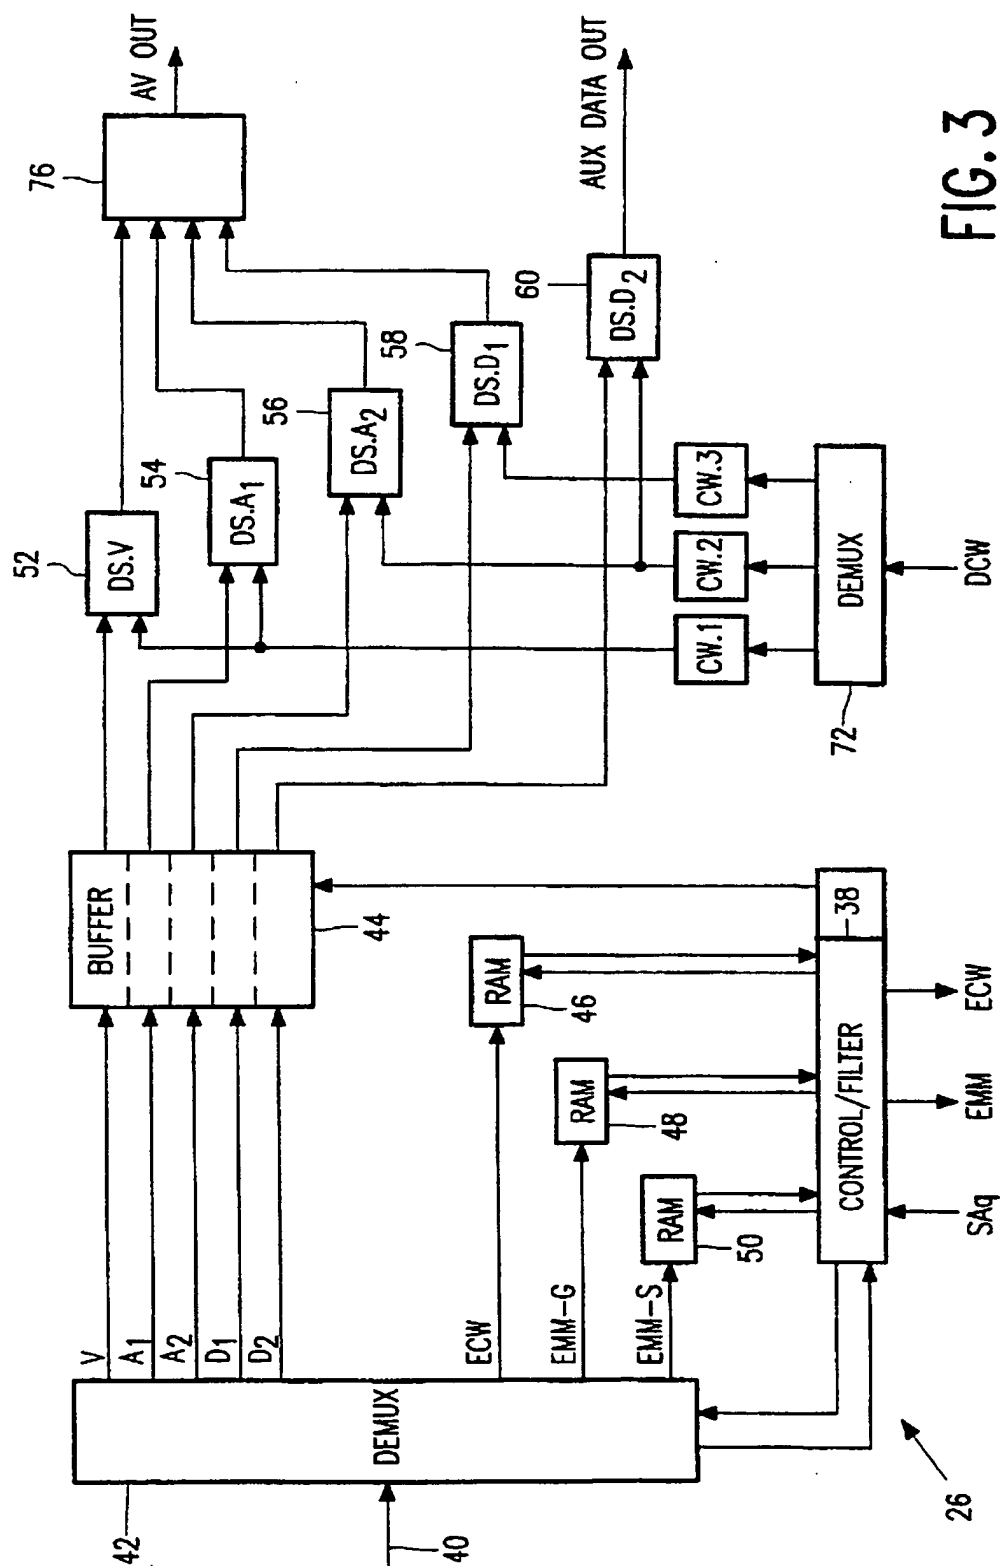 AV OUT
76
AUX DATA OUT
60
DS.D2
58
DS.D1
56
DS.A2
54
DS.A1
52
DS.V
CW.1
CW.2
CW.3
DEMUX
72
DCW
BUFFER
44
RAM
46
RAM
48
RAM
50
38
CONTROL/FILTER
ECW
EMM
SAq
V
A1
A2
D1
D2
ECW
EMM-G
EMM-S
DEMUX
42
40
26
FIG. 3